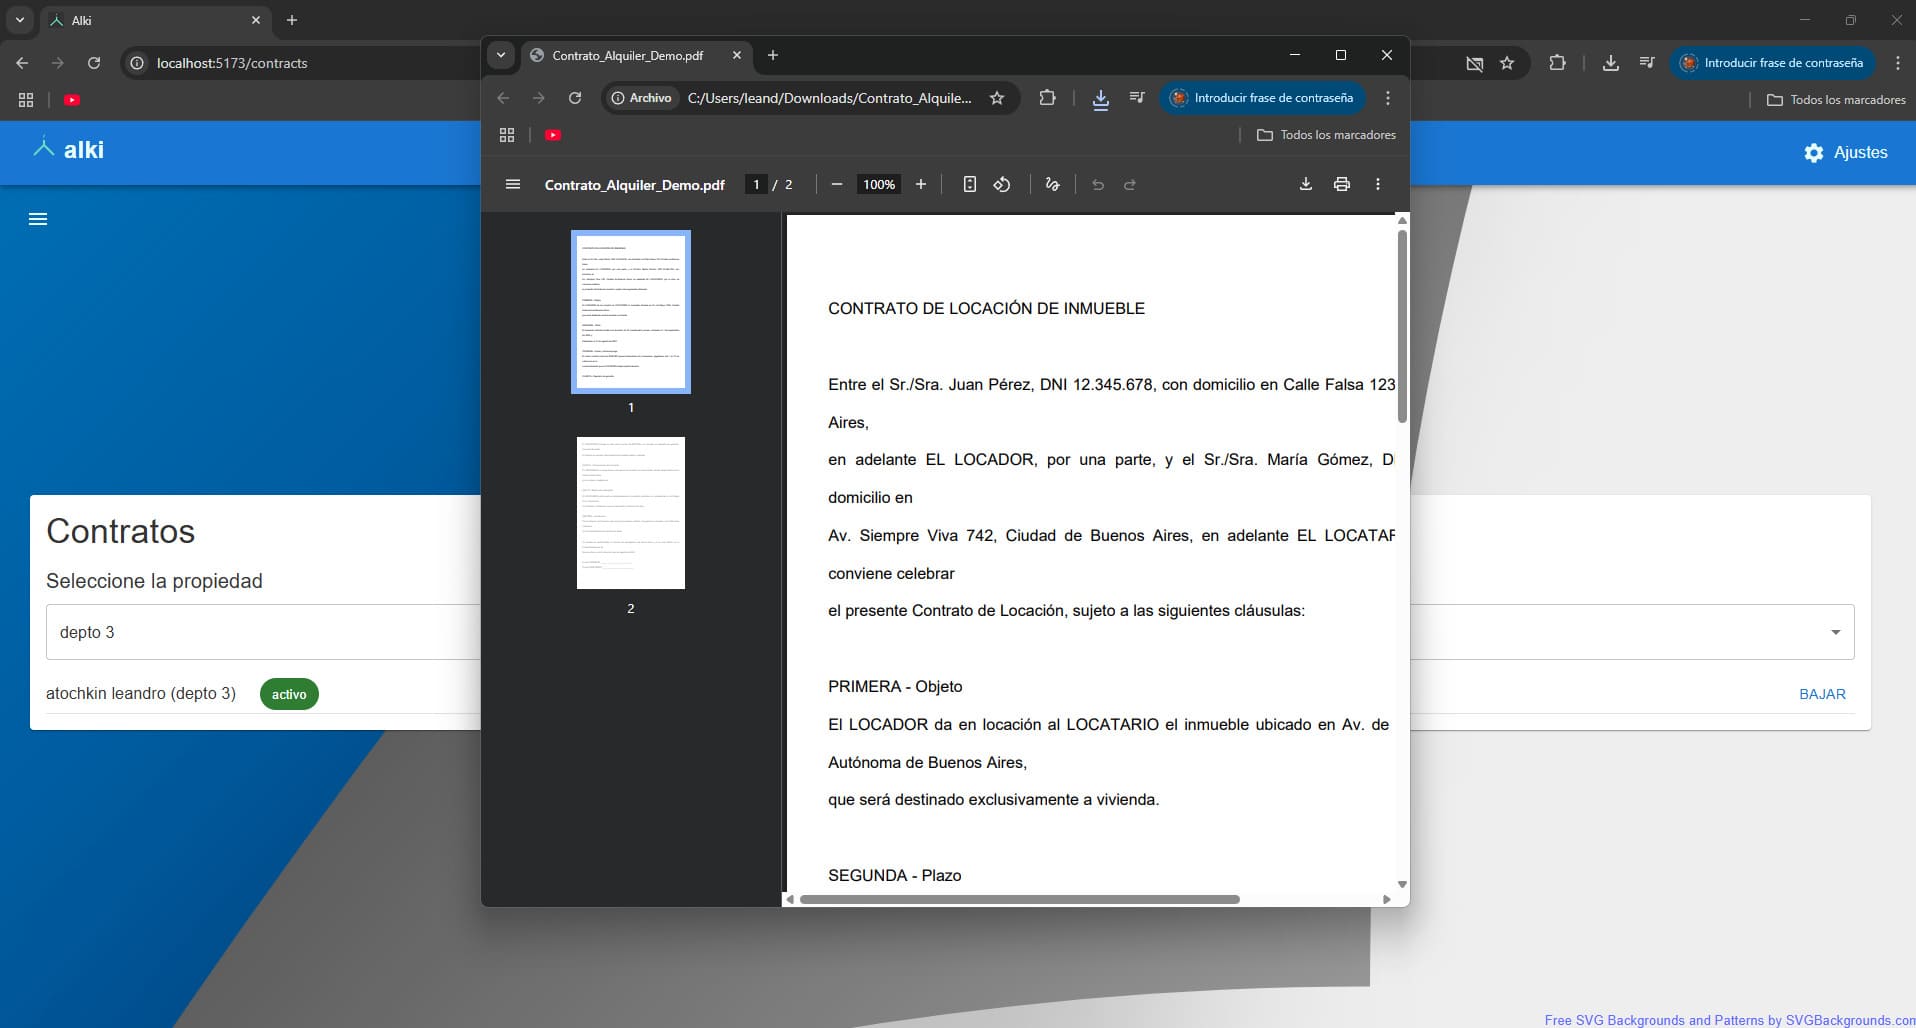 Alki
localhost:5173/contracts
Introducir frase de contraseña
Todos los marcadores
alki
Ajustes
Contratos
Seleccione la propiedad
depto 3
atochkin leandro (depto 3)
activo
BAJAR
Contrato_Alquiler_Demo.pdf
Archivo
C:/Users/leand/Downloads/Contrato_Alquile...
Introducir frase de contraseña
Todos los marcadores
Contrato_Alquiler_Demo.pdf
1 / 2
100%
1
2
CONTRATO DE LOCACIÓN DE INMUEBLE
Entre el Sr./Sra. Juan Pérez, DNI 12.345.678, con domicilio en Calle Falsa 123
Aires,
en adelante EL LOCADOR, por una parte, y el Sr./Sra. María Gómez, D
domicilio en
Av. Siempre Viva 742, Ciudad de Buenos Aires, en adelante EL LOCATAR
conviene celebrar
el presente Contrato de Locación, sujeto a las siguientes cláusulas:
PRIMERA - Objeto
El LOCADOR da en locación al LOCATARIO el inmueble ubicado en Av. de
Autónoma de Buenos Aires,
que será destinado exclusivamente a vivienda.
SEGUNDA - Plazo
Free SVG Backgrounds and Patterns by SVGBackgrounds.com